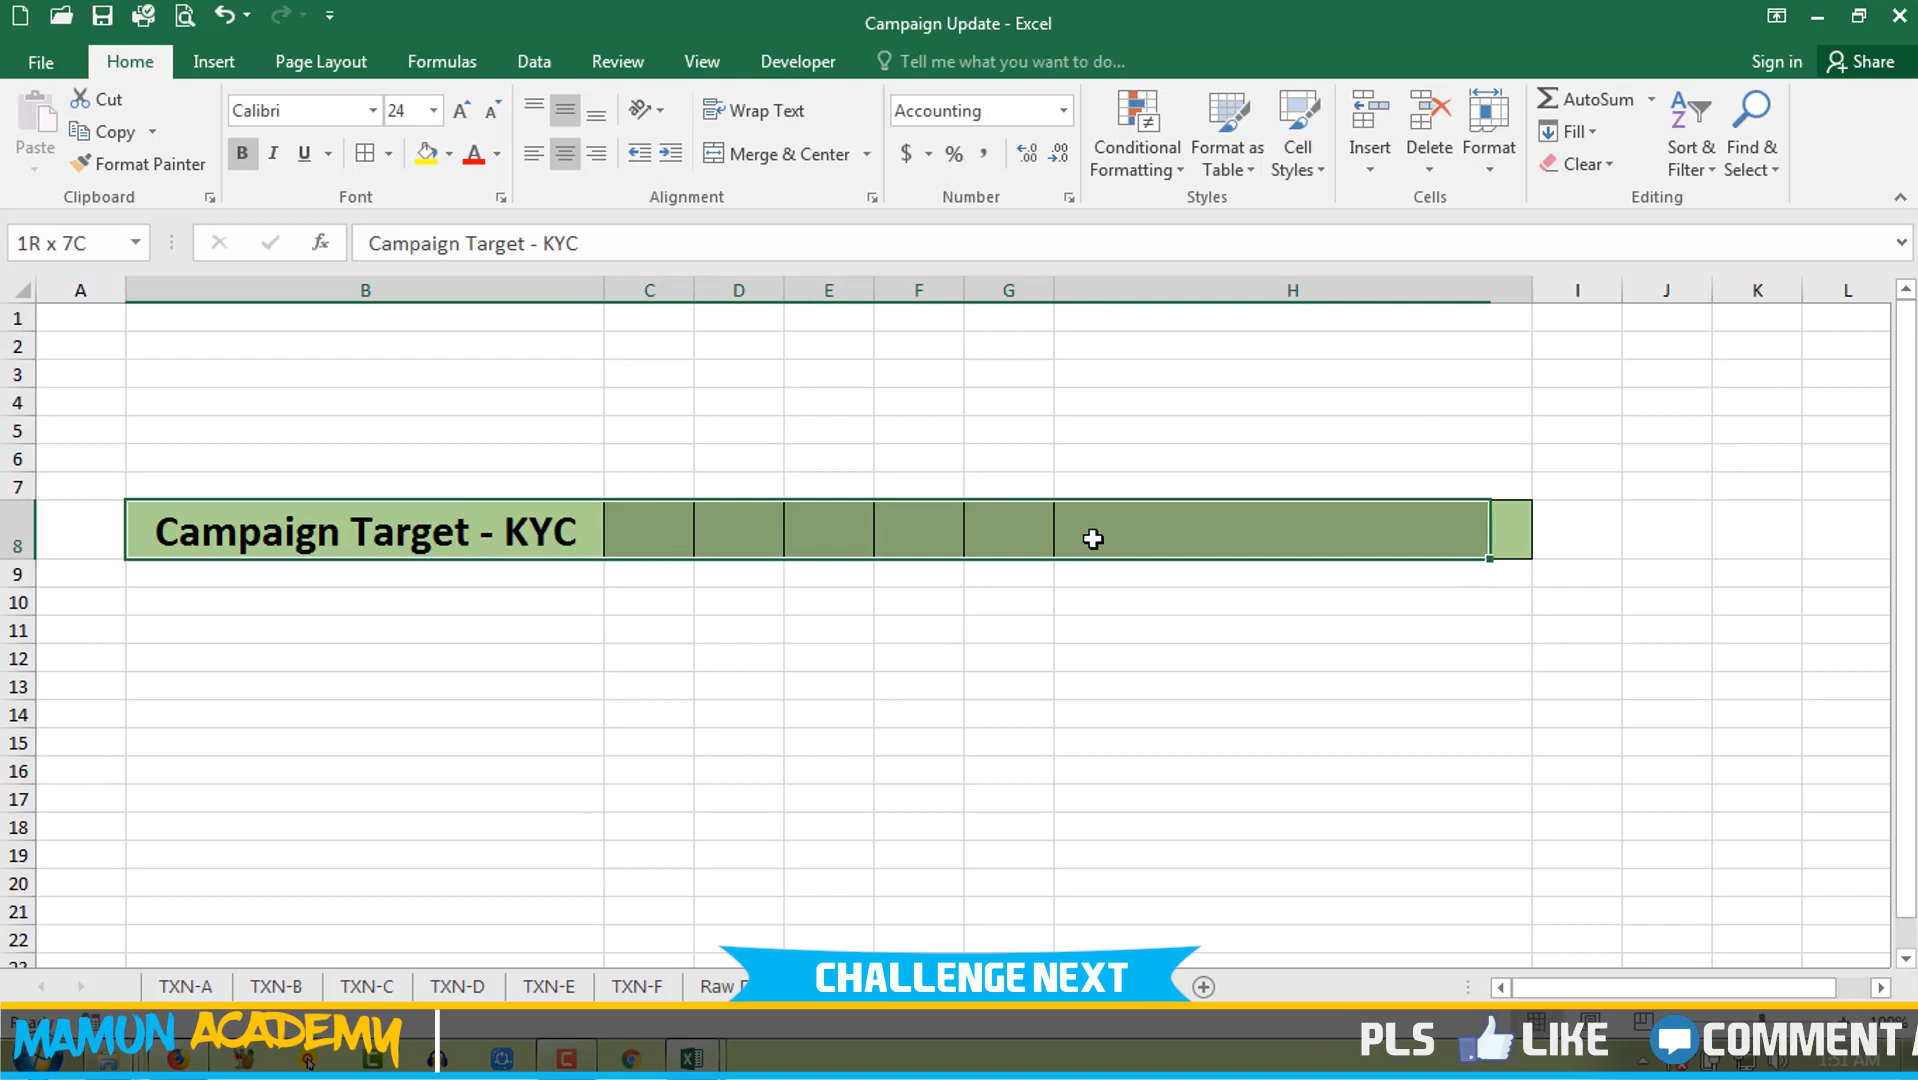 Campaign Update - Excel
File Home Insert Page Layout Formulas Data Review View Developer Tell me what you want to do... Sign in Share
Paste Cut Copy Format Painter Clipboard
Calibri 24 B I U A Font
Wrap Text Merge & Center Alignment
Accounting $ % Number
Conditional Formatting Format as Table Cell Styles Styles
Insert Delete Format Cells
AutoSum Fill Clear Sort & Filter Find & Select Editing
1R x 7C fx Campaign Target - KYC
A B C D E F G H I J K L
1
2
3
4
5
6
7
8 Campaign Target - KYC
9
10
11
12
13
14
15
16
17
18
19
20
21
22
TXN-A TXN-B TXN-C TXN-D TXN-E TXN-F Raw
CHALLENGE NEXT
MAMUN ACADEMY PLS LIKE COMMENT
1:51 AM